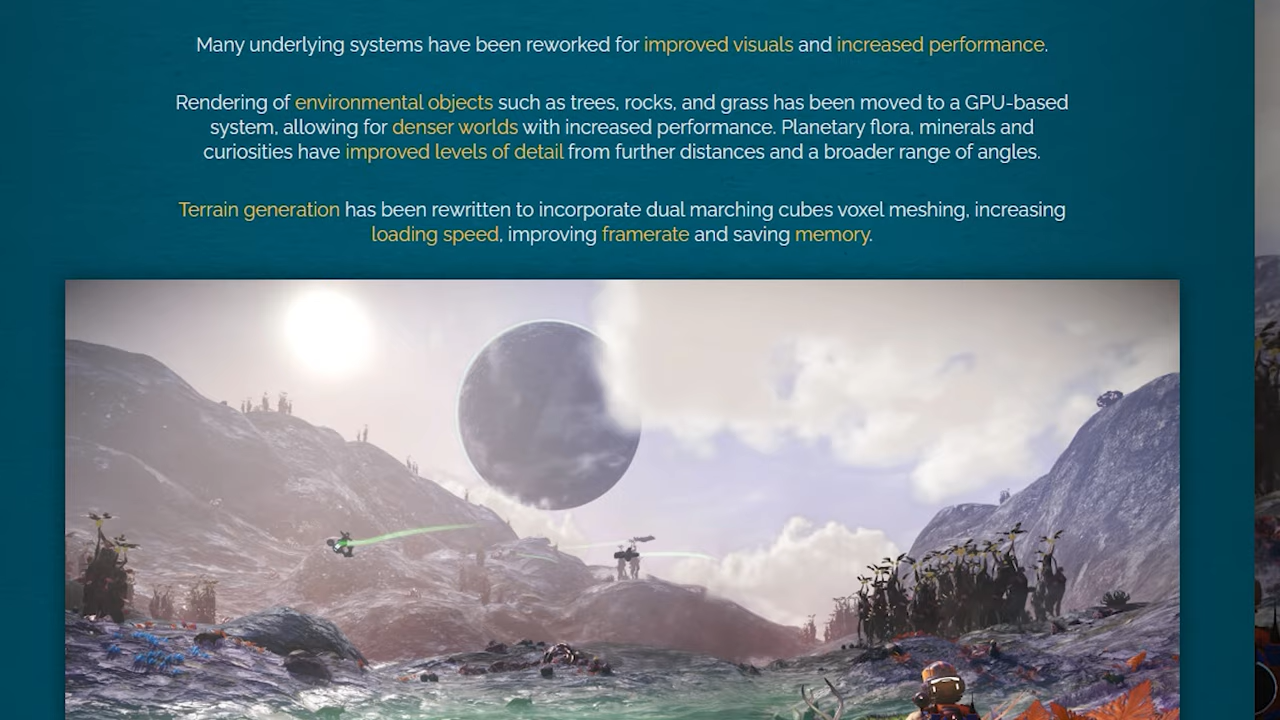 Many underlying systems have been reworked for improved visuals and increased performance.
Rendering of environmental objects such as trees, rocks, and grass has been moved to a GPU-based
system, allowing for denser worlds with increased performance. Planetary flora, minerals and
curiosities have improved levels of detail from further distances and a broader range of angles.
Terrain generation has been rewritten to incorporate dual marching cubes voxel meshing, increasing
loading speed, improving framerate and saving memory.